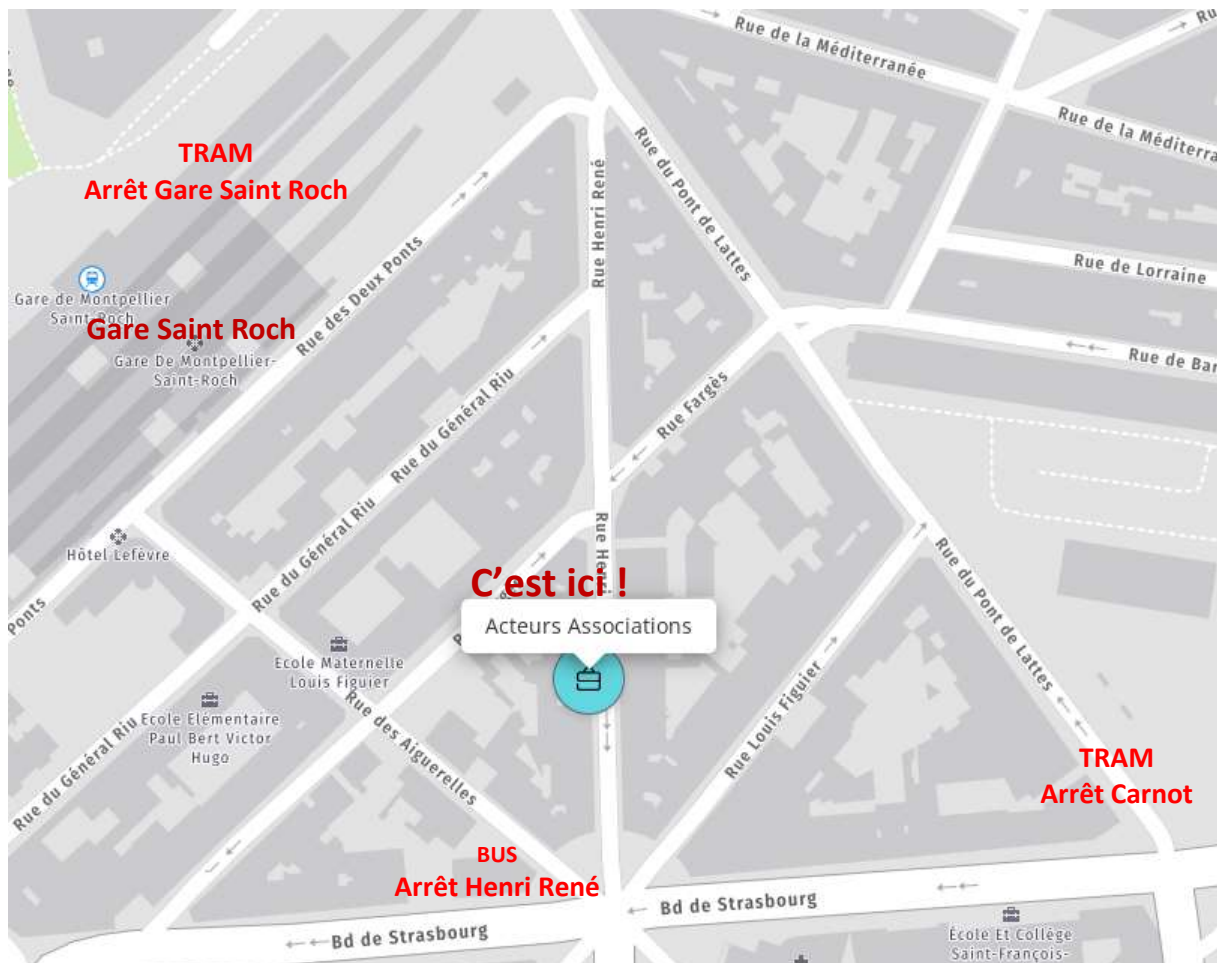 Rue de la Méditerranée
Ru
Rue de la Méditerra
TRAM
Arrêt Gare Saint Roch
Rue Henri René
Rue du Pont de Lattes
Rue de Lorraine
Gare de Montpellier
Saint-Roch
Gare Saint Roch
Gare De Montpellier-
Saint-Roch
Rue des Deux Ponts
Rue de Bar
Rue du Général Riu
Rue Fargès
Rue du Général Riu
Hôtel Lefèvre
Rue Henri
Ponts
C'est ici !
Acteurs Associations
Rue du Pont de Lattes
Ecole Maternelle
Louis Figuier
Ecole Elémentaire
Paul Bert Victor
Hugo
Rue du Général Riu
Rue des Aiguerelles
Rue Louis Figuier
TRAM
Arrêt Carnot
BUS
Arrêt Henri René
Bd de Strasbourg
Bd de Strasbourg
École Et Collège
Saint-François-